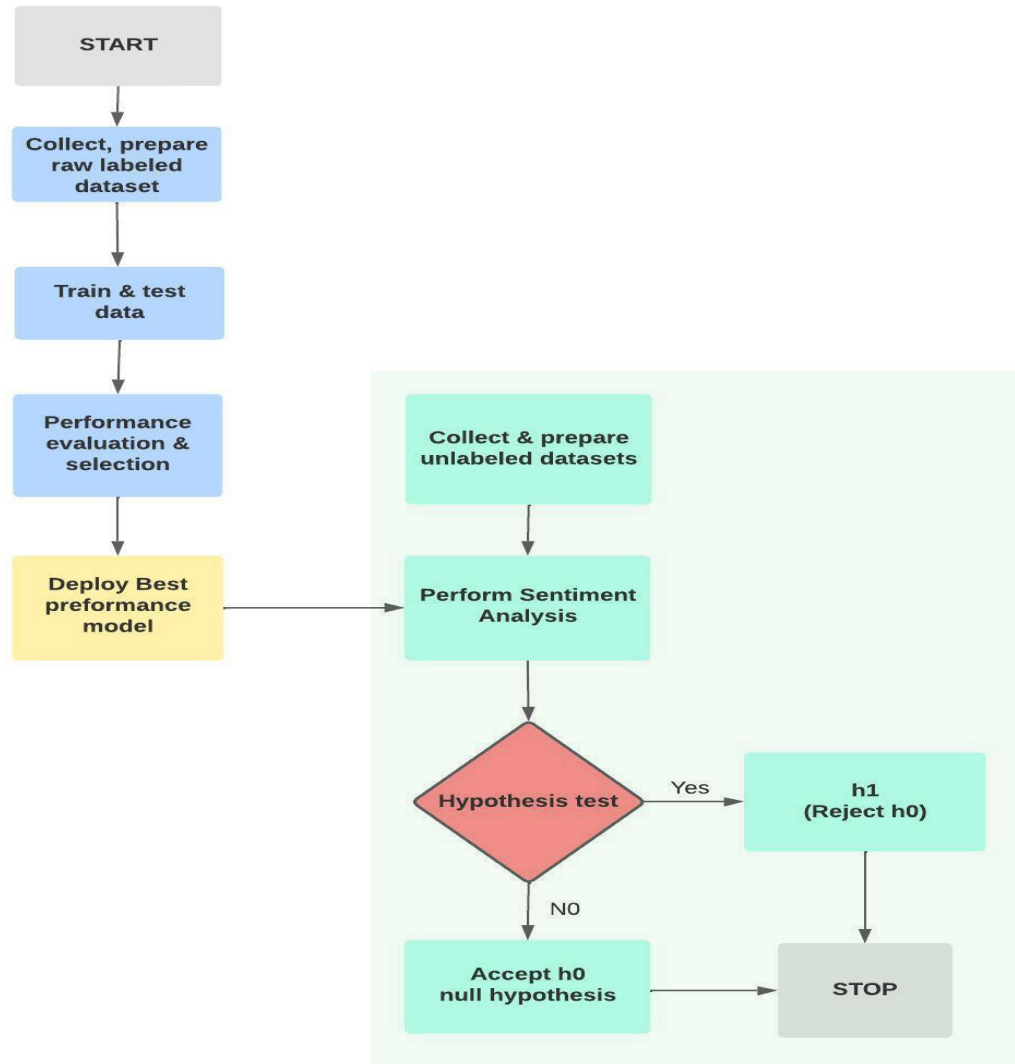 START
Collect, prepare
raw labeled
dataset
Train & test
data
Performance
evaluation &
selection
Deploy Best
preformance
model
Collect & prepare
unlabeled datasets
Perform Sentiment
Analysis
Hypothesis test
Yes
h1
(Reject h0)
N0
Accept h0
null hypothesis
STOP